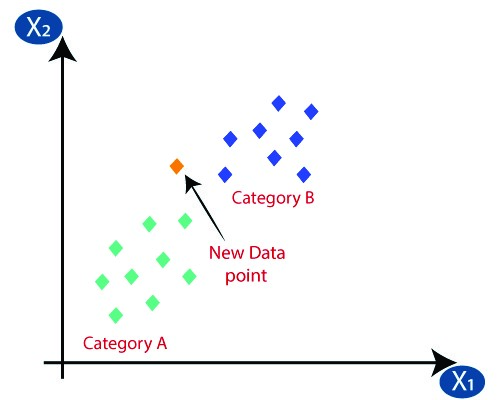 X2
Category B
New Data
point
Category A
X1